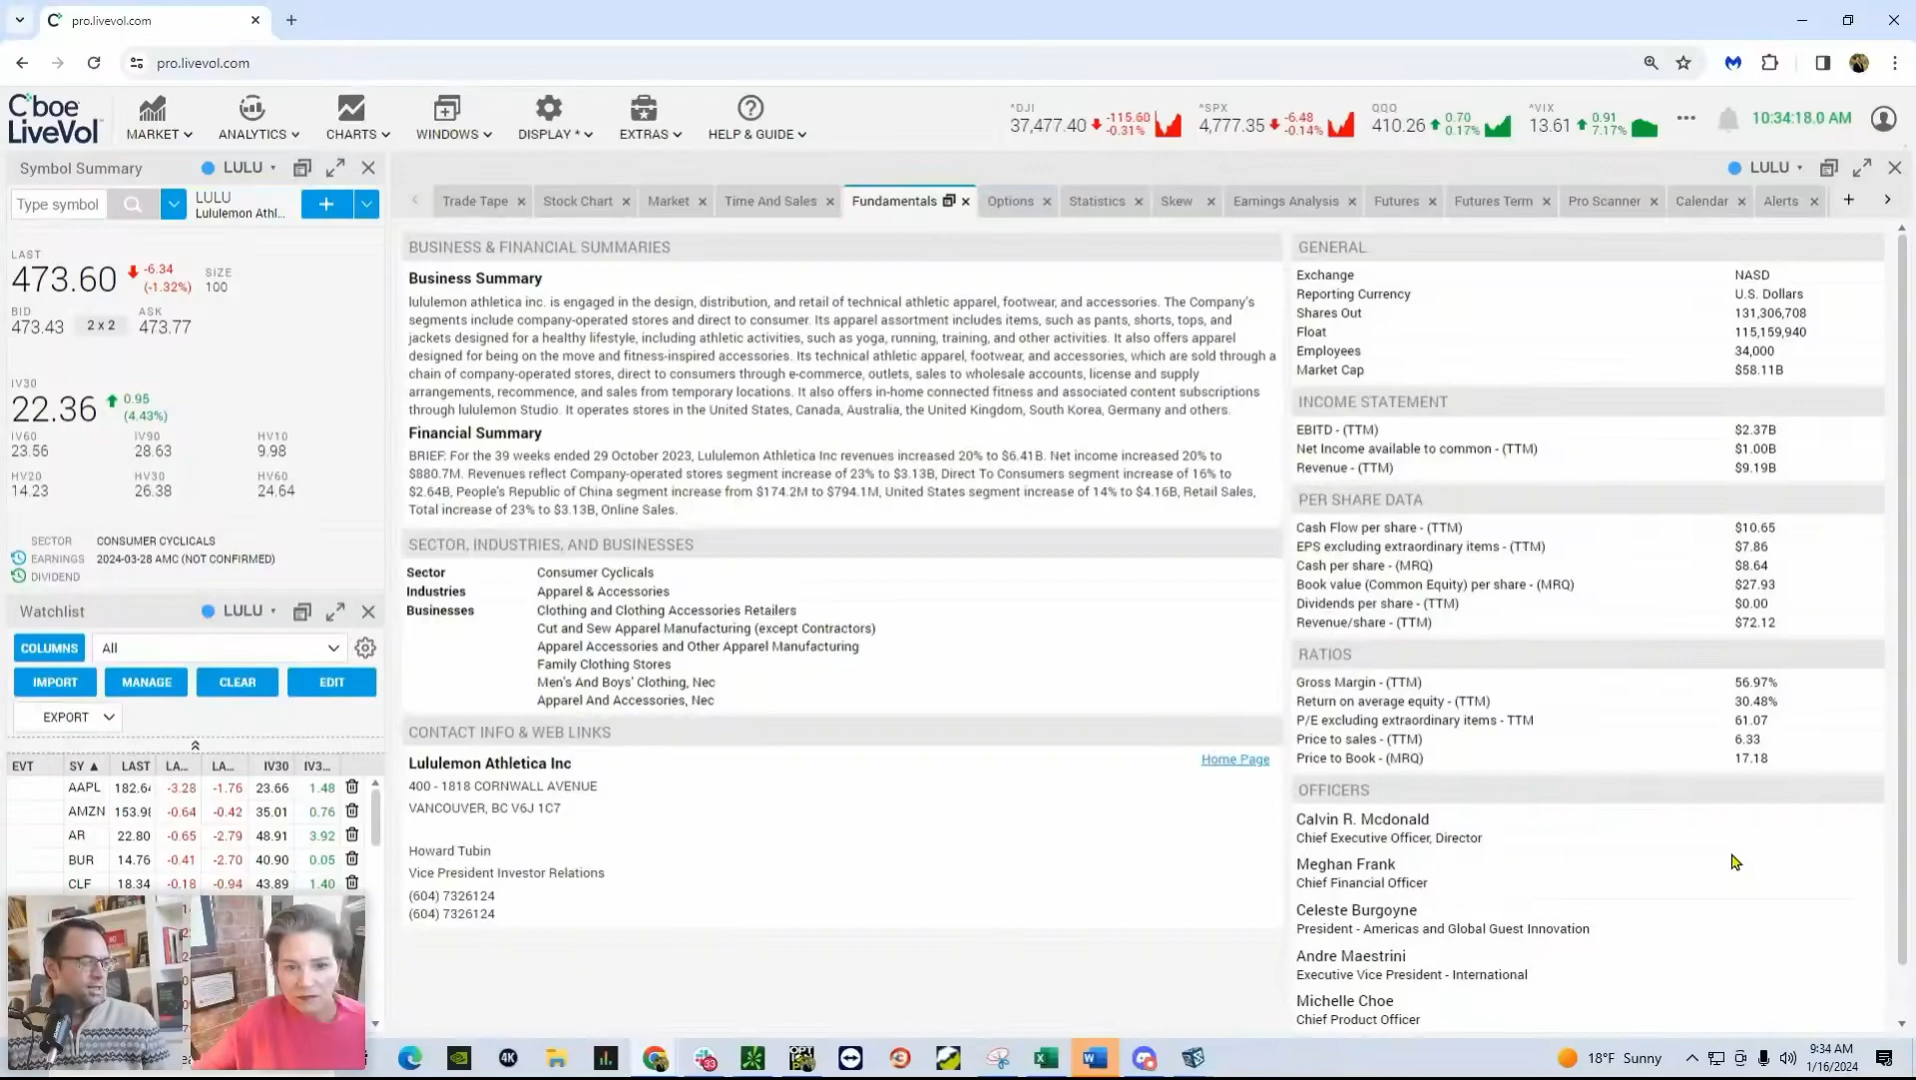 pro.livevol.com
pro.livevol.com
Cboe LiveVol
MARKET
ANALYTICS
CHARTS
WINDOWS
DISPLAY *
EXTRAS
HELP & GUIDE
^DJI
37,477.40
-115.60
-0.31%
^SPX
4,777.35
-6.48
-0.14%
QQQ
410.26
0.70
0.17%
^VIX
13.61
0.91
7.17%
10:34:18.0 AM
Symbol Summary
LULU
Type symbol
LULU
Lululemon Athl...
LAST
473.60
-6.34
(-1.32%)
SIZE
100
BID
473.43
2 x 2
ASK
473.77
IV30
22.36
0.95
(4.43%)
IV60 IV90 HV10
23.56 28.63 9.98
HV20 HV30 HV60
14.23 26.38 24.64
SECTOR CONSUMER CYCLICALS
EARNINGS 2024-03-28 AMC (NOT CONFIRMED)
DIVIDEND
Watchlist
LULU
COLUMNS
All
IMPORT
MANAGE
CLEAR
EDIT
EXPORT
EVT SY LAST LA... LA... IV30 IV3...
AAPL 182.6 -3.28 -1.76 23.66 1.48
AMZN 153.9 -0.64 -0.42 35.01 0.76
AR 22.80 -0.65 -2.79 48.91 3.92
BUR 14.76 -0.41 -2.70 40.90 0.05
CLF 18.34 -0.18 -0.94 43.89 1.40
LULU
Trade Tape
Stock Chart
Market
Time And Sales
Fundamentals
Options
Statistics
Skew
Earnings Analysis
Futures
Futures Term
Pro Scanner
Calendar
Alerts
BUSINESS & FINANCIAL SUMMARIES
Business Summary
lululemon athletica inc. is engaged in the design, distribution, and retail of technical athletic apparel, footwear, and accessories. The Company's
segments include company-operated stores and direct to consumer. Its apparel assortment includes items, such as pants, shorts, tops, and
jackets designed for a healthy lifestyle, including athletic activities, such as yoga, running, training, and other activities. It also offers apparel
designed for being on the move and fitness-inspired accessories. Its technical athletic apparel, footwear, and accessories, which are sold through a
chain of company-operated stores, direct to consumers through e-commerce, outlets, sales to wholesale accounts, license and supply
arrangements, recommerce, and sales from temporary locations. It also offers in-home connected fitness and associated content subscriptions
through lululemon Studio. It operates stores in the United States, Canada, Australia, the United Kingdom, South Korea, Germany and others.
Financial Summary
BRIEF: For the 39 weeks ended 29 October 2023, Lululemon Athletica Inc revenues increased 20% to $6.41B. Net income increased 20% to
$880.7M. Revenues reflect Company-operated stores segment increase of 23% to $3.13B, Direct To Consumers segment increase of 16% to
$2.64B, People's Republic of China segment increase from $174.2M to $794.1M, United States segment increase of 14% to $4.16B, Retail Sales,
Total increase of 23% to $3.13B, Online Sales.
SECTOR, INDUSTRIES, AND BUSINESSES
Sector Consumer Cyclicals
Industries Apparel & Accessories
Businesses Clothing and Clothing Accessories Retailers
Cut and Sew Apparel Manufacturing (except Contractors)
Apparel Accessories and Other Apparel Manufacturing
Family Clothing Stores
Men's And Boys' Clothing, Nec
Apparel And Accessories, Nec
CONTACT INFO & WEB LINKS
Lululemon Athletica Inc
Home Page
400 - 1818 CORNWALL AVENUE
VANCOUVER, BC V6J 1C7
Howard Tubin
Vice President Investor Relations
(604) 7326124
(604) 7326124
GENERAL
Exchange NASD
Reporting Currency U.S. Dollars
Shares Out 131,306,708
Float 115,159,940
Employees 34,000
Market Cap $58.11B
INCOME STATEMENT
EBITD - (TTM) $2.37B
Net Income available to common - (TTM) $1.00B
Revenue - (TTM) $9.19B
PER SHARE DATA
Cash Flow per share - (TTM) $10.65
EPS excluding extraordinary items - (TTM) $7.86
Cash per share - (MRQ) $8.64
Book value (Common Equity) per share - (MRQ) $27.93
Dividends per share - (TTM) $0.00
Revenue/share - (TTM) $72.12
RATIOS
Gross Margin - (TTM) 56.97%
Return on average equity - (TTM) 30.48%
P/E excluding extraordinary items - TTM 61.07
Price to sales - (TTM) 6.33
Price to Book - (MRQ) 17.18
OFFICERS
Calvin R. Mcdonald
Chief Executive Officer, Director
Meghan Frank
Chief Financial Officer
Celeste Burgoyne
President - Americas and Global Guest Innovation
Andre Maestrini
Executive Vice President - International
Michelle Choe
Chief Product Officer
4K
18°F Sunny
9:34 AM
1/16/2024